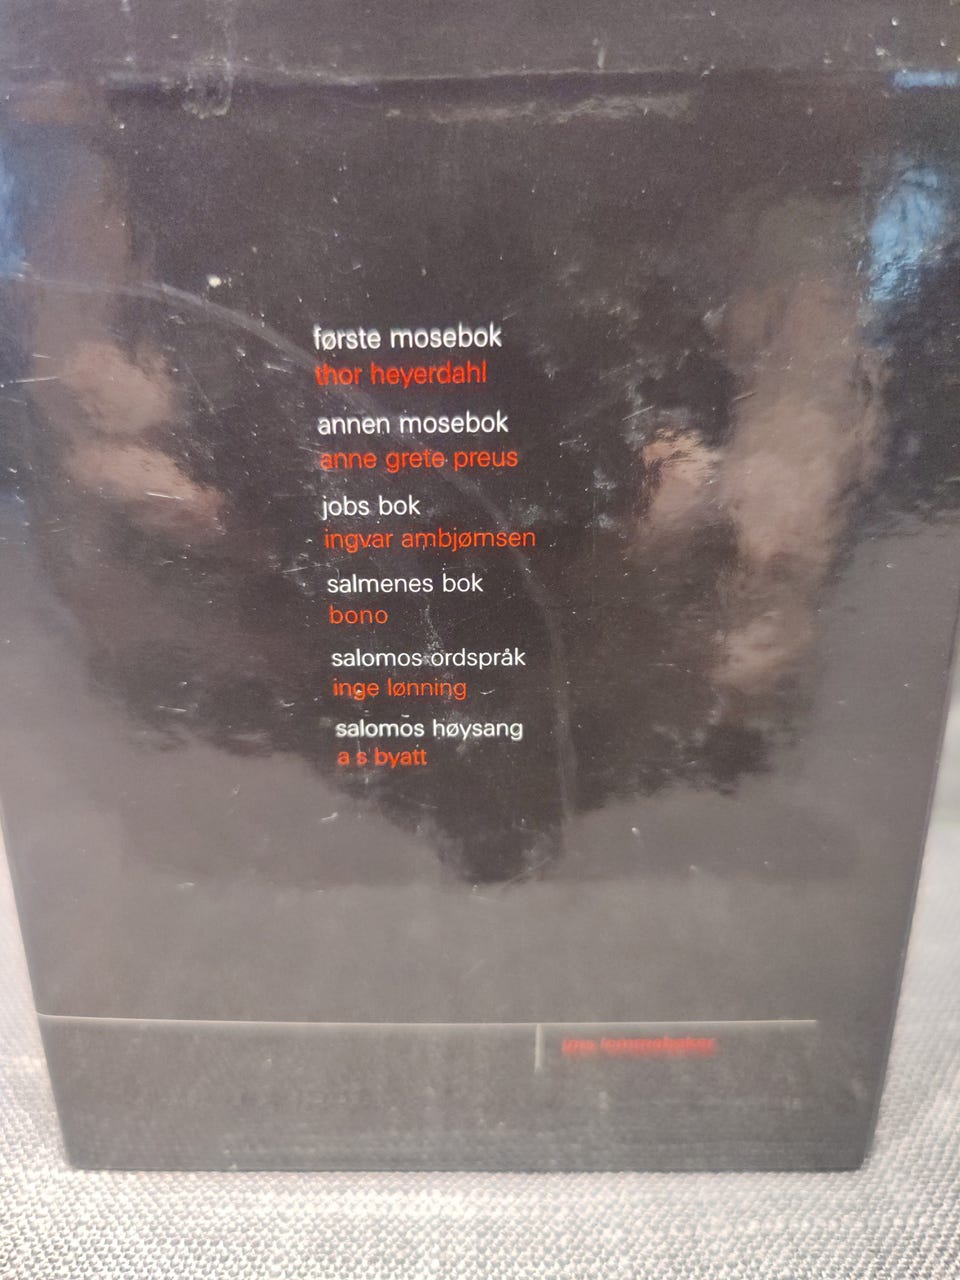 første mosebok
thor heyerdahl
annen mosebok
anne grete preus
jobs bok
ingvar ambjørnsen
salmenes bok
bono
salomos ordspråk
inge lønning
salomos høysang
a s byatt